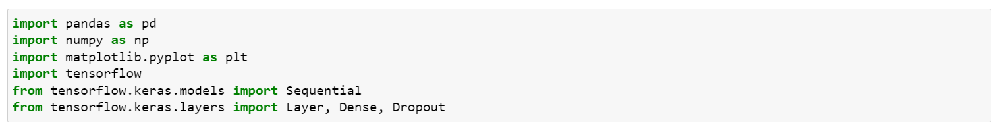 import pandas as pd
import numpy as np
import matplotlib.pyplot as plt
import tensorflow
from tensorflow.keras.models import Sequential
from tensorflow.keras.layers import Layer, Dense, Dropout